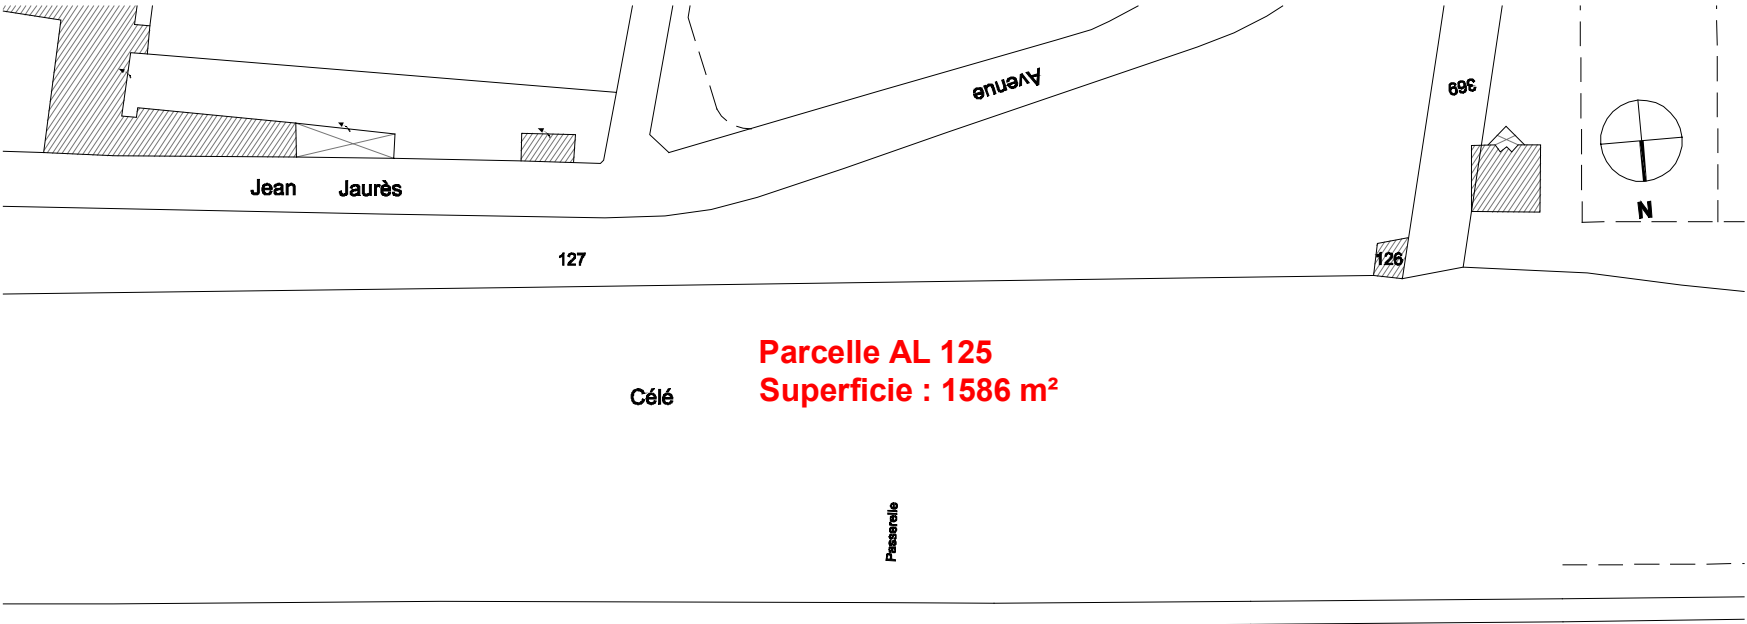 Avenue
369
Jean Jaurès
N
127
126
Parcelle AL 125
Superficie : 1586 m²
Célé
Passerelle